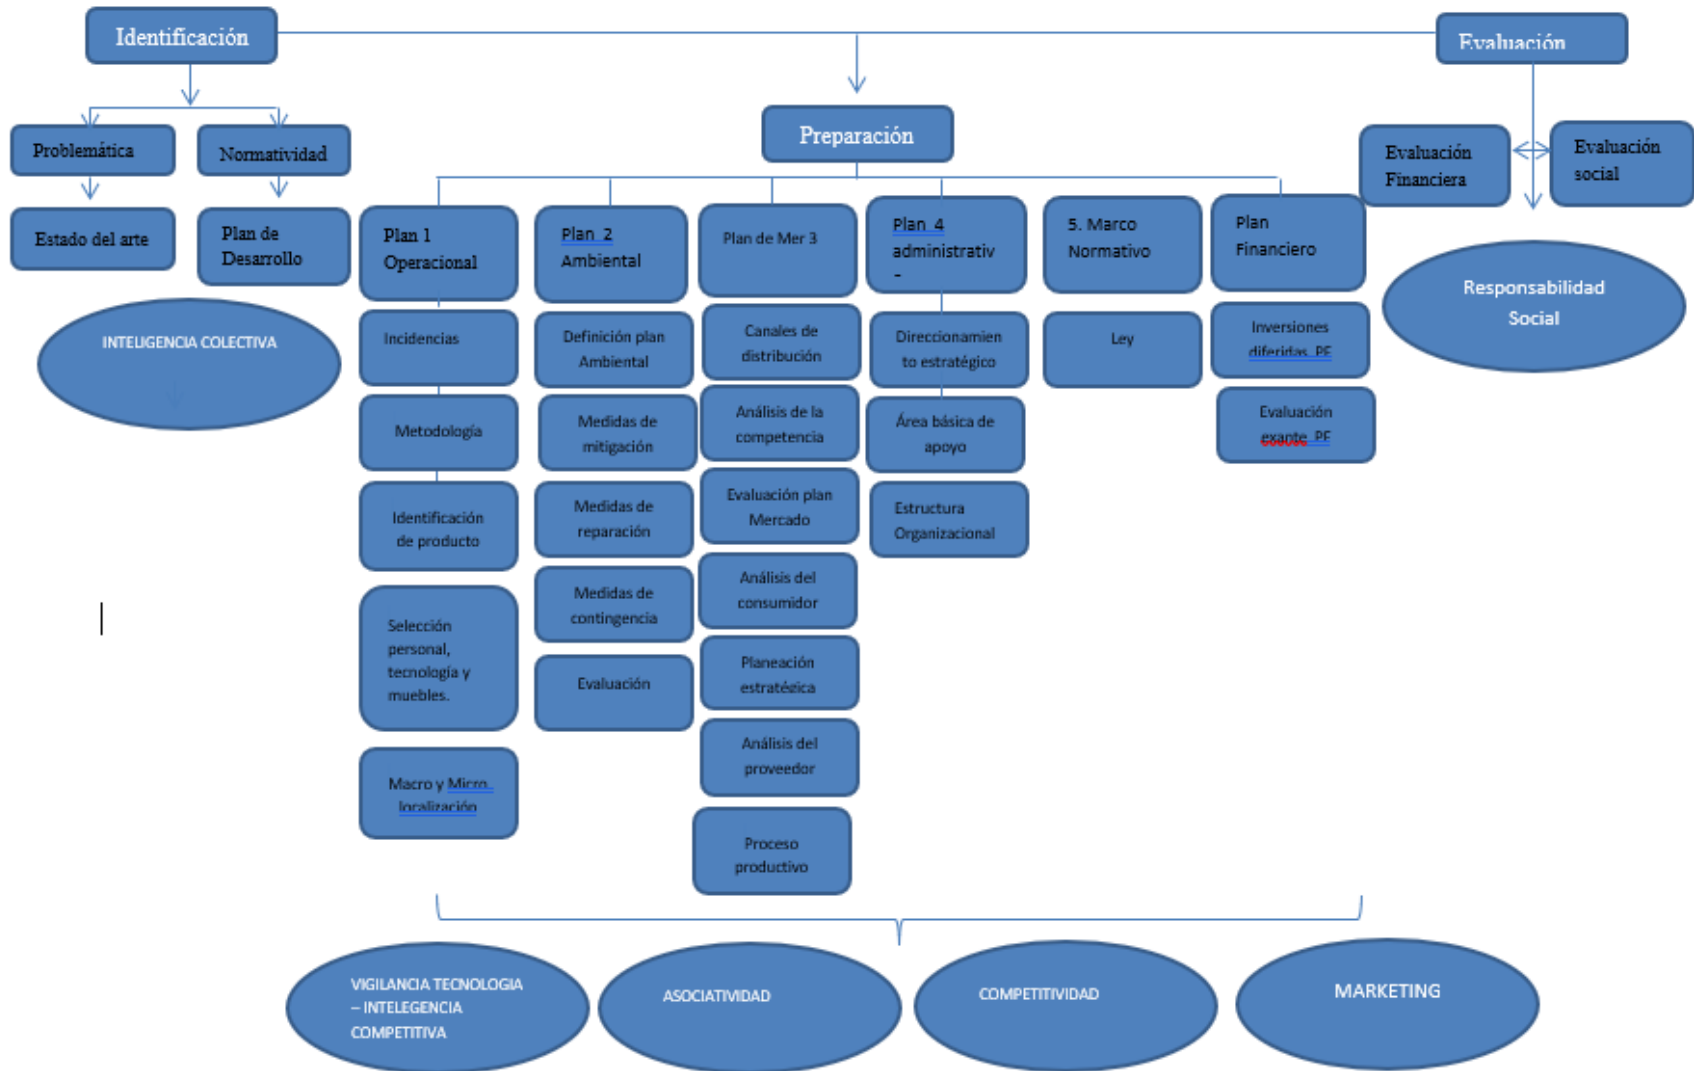 Identificación
Evaluación
Preparación
Problemática
Normatividad
Evaluación
Financiera
Evaluación
social
Estado del arte
Plan de
Desarrollo
Plan 1
Operacional
Plan 2
Ambiental
Plan de Mer 3
Plan 4
administrativ
5. Marco
Normativo
Plan
Financiero
Responsabilidad
Social
INTELIGENCIA COLECTIVA
Incidencias
Metodología
Identificación
de producto
Selección
personal,
tecnología y
muebles.
Macro y Micro
localización
Definición plan
Ambiental
Medidas de
mitigación
Medidas de
reparación
Medidas de
contingencia
Evaluación
Canales de
distribución
Análisis de la
competencia
Evaluación plan
Mercado
Análisis del
consumidor
Planeación
estratégica
Análisis del
proveedor
Proceso
productivo
Direccionamien
to estratégico
Área básica de
apoyo
Estructura
Organizacional
Ley
Inversiones
diferidas PF
Evaluación
exante PF
VIGILANCIA TECNOLOGIA
– INTELEGENCIA
COMPETITIVA
ASOCIATIVIDAD
COMPETITIVIDAD
MARKETING